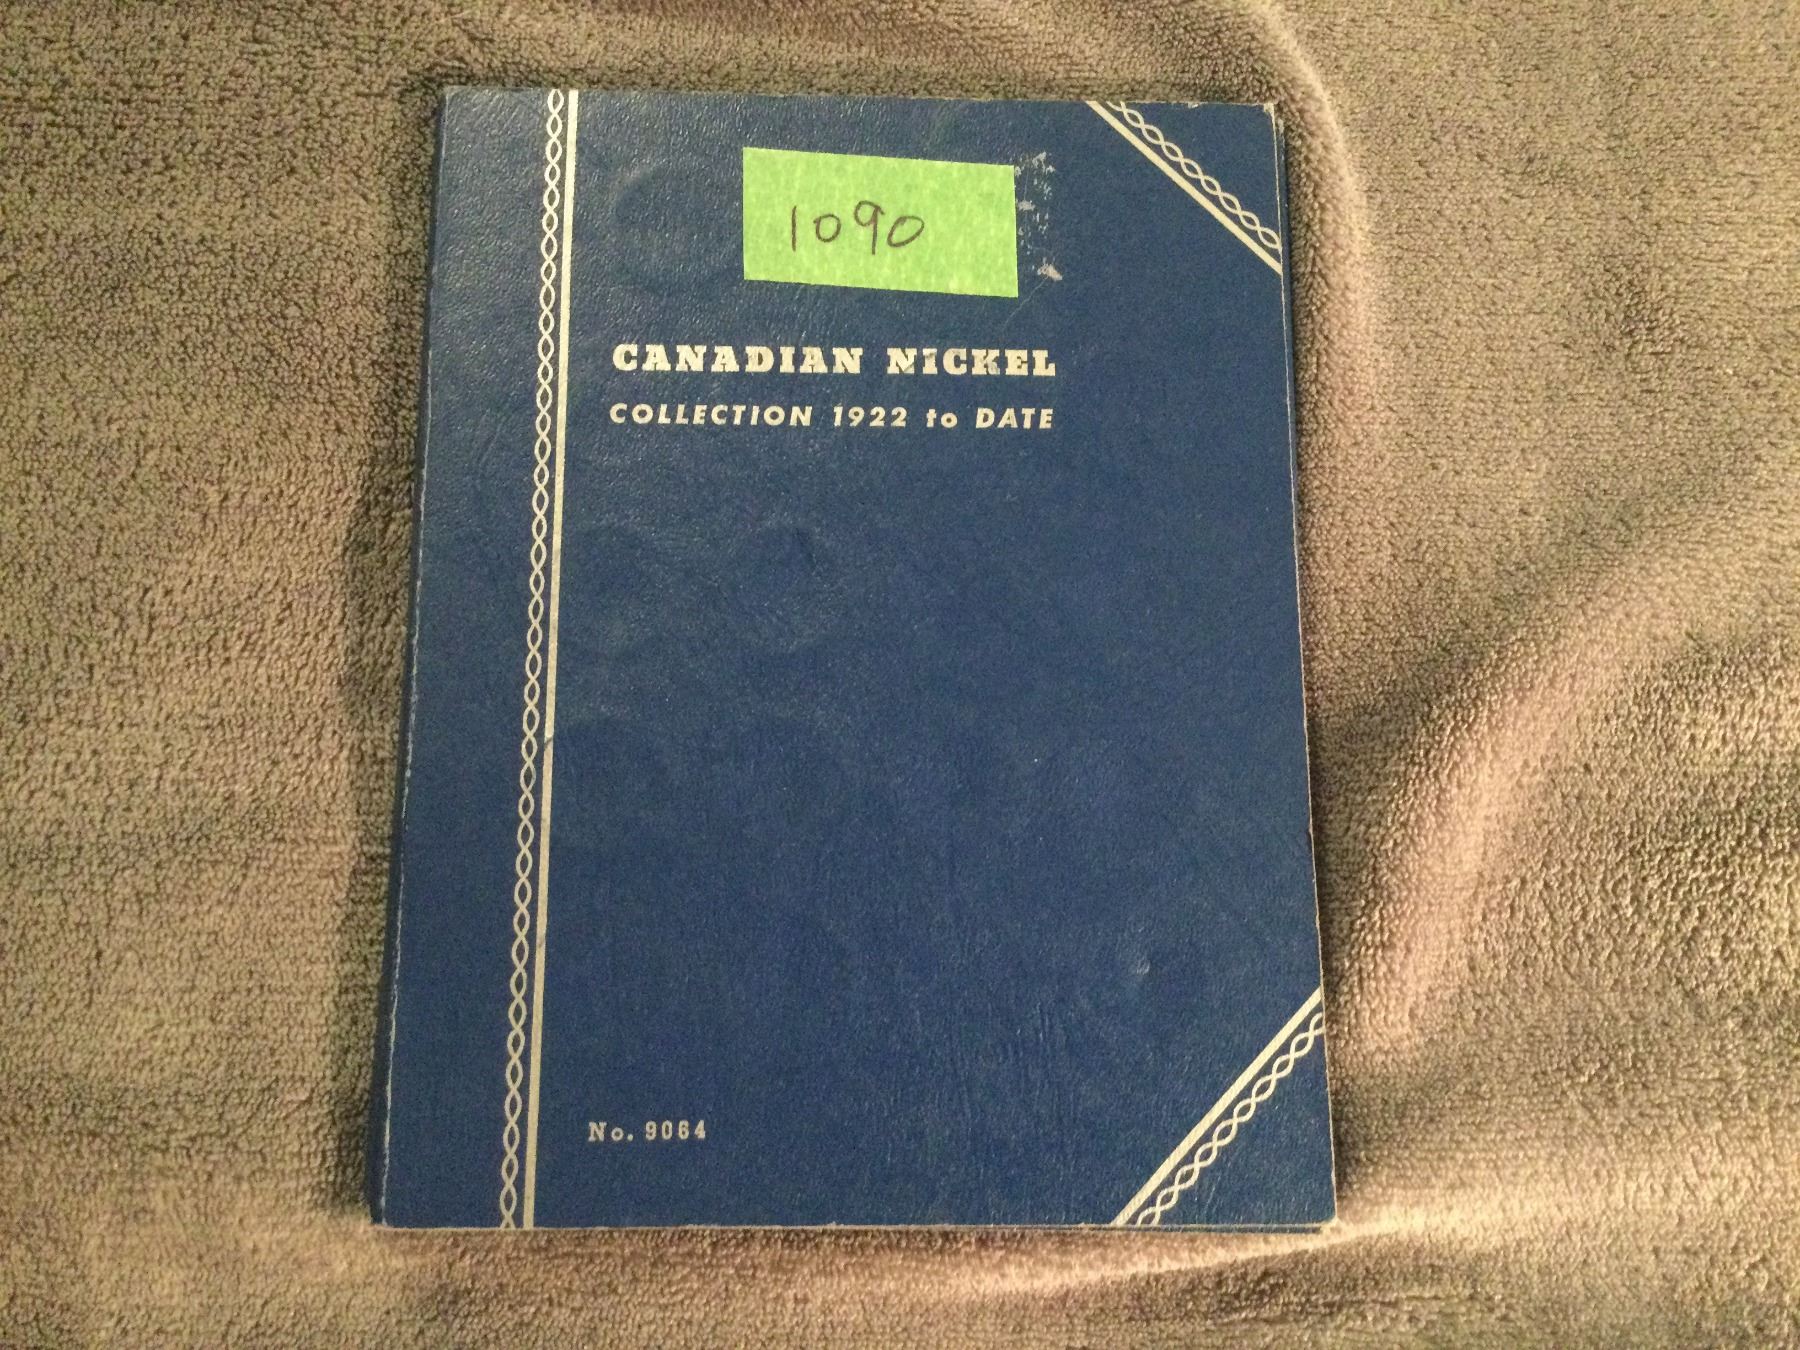 1090
CANADIAN NICKEL
COLLECTION 1922 to DATE
No. 9064